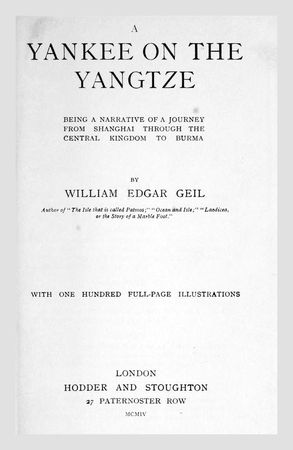 A
YANKEE ON THE
YANGTZE
BEING A NARRATIVE OF A JOURNEY
FROM SHANGHAI THROUGH THE
CENTRAL KINGDOM TO BURMA
BY
WILLIAM EDGAR GEIL
Author of "The Isle that is called Patmos;" "Ocean and Isle;" "Laodicea,
or the Story of a Marble Foot."
WITH ONE HUNDRED FULL-PAGE ILLUSTRATIONS
LONDON
HODDER AND STOUGHTON
27 PATERNOSTER ROW
MCMIV